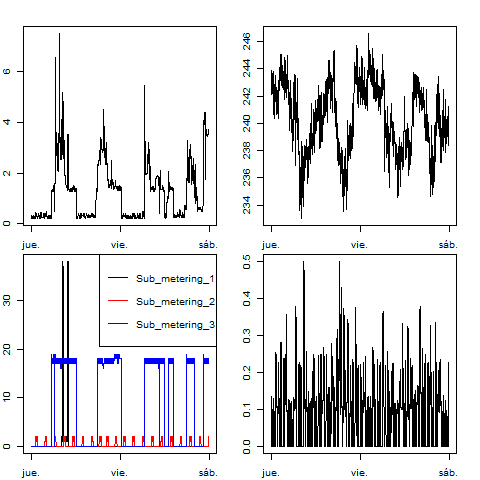 6
4
2
0
jue.
vie.
sáb.
246
244
242
240
238
236
234
jue.
vie.
sáb.
30
20
10
0
Sub_metering_1
Sub_metering_2
Sub_metering_3
jue.
vie.
sáb.
0.5
0.4
0.3
0.2
0.1
0.0
jue.
vie.
sáb.